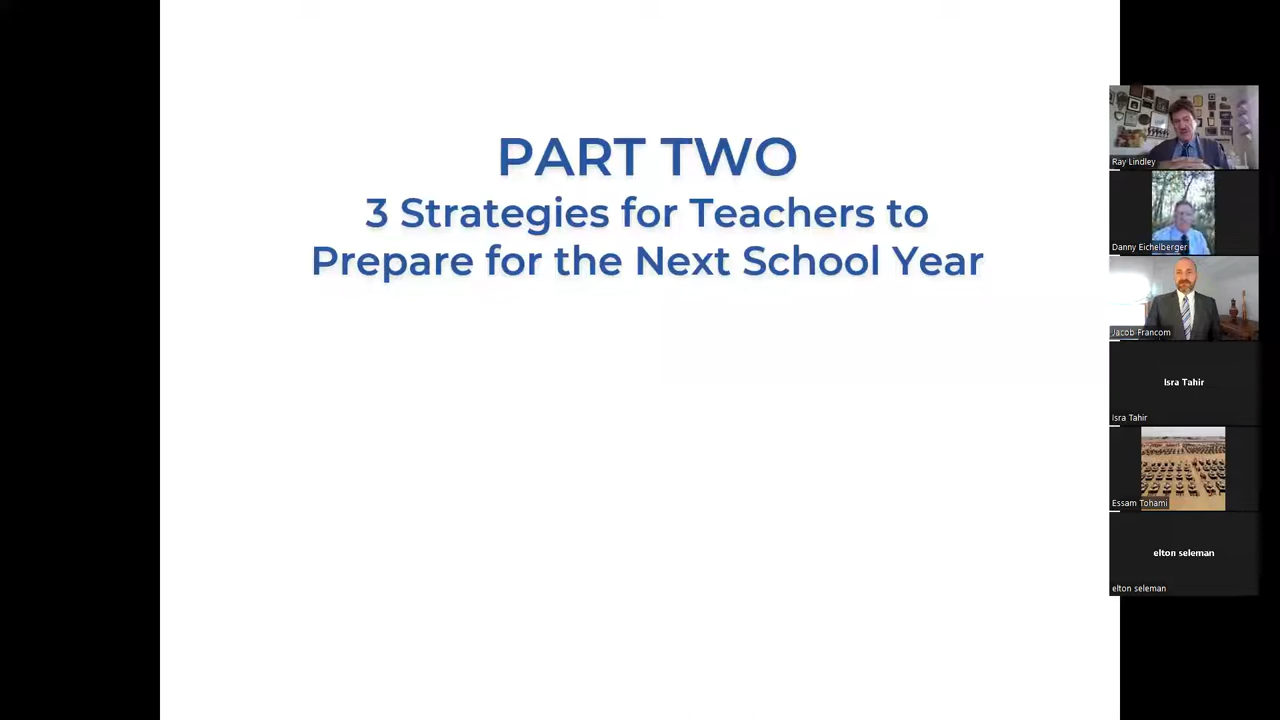 PART TWO
3 Strategies for Teachers to
Prepare for the Next School Year
Ray Lindley
Danny Eichelberger
Jacob Francom
Isra Tahir
Isra Tahir
Essam Tohami
elton seleman
elton seleman